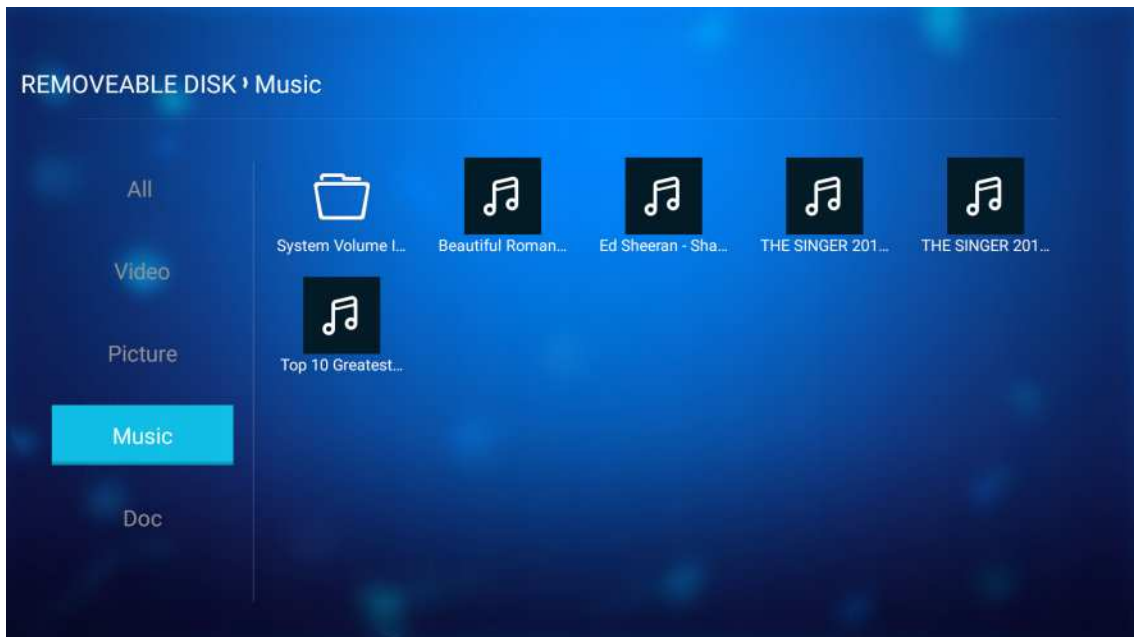 REMOVEABLE DISK › Music
All
Video
Picture
Music
Doc
System Volume I...
Beautiful Roman...
Ed Sheeran - Sha...
THE SINGER 201...
THE SINGER 201...
Top 10 Greatest...